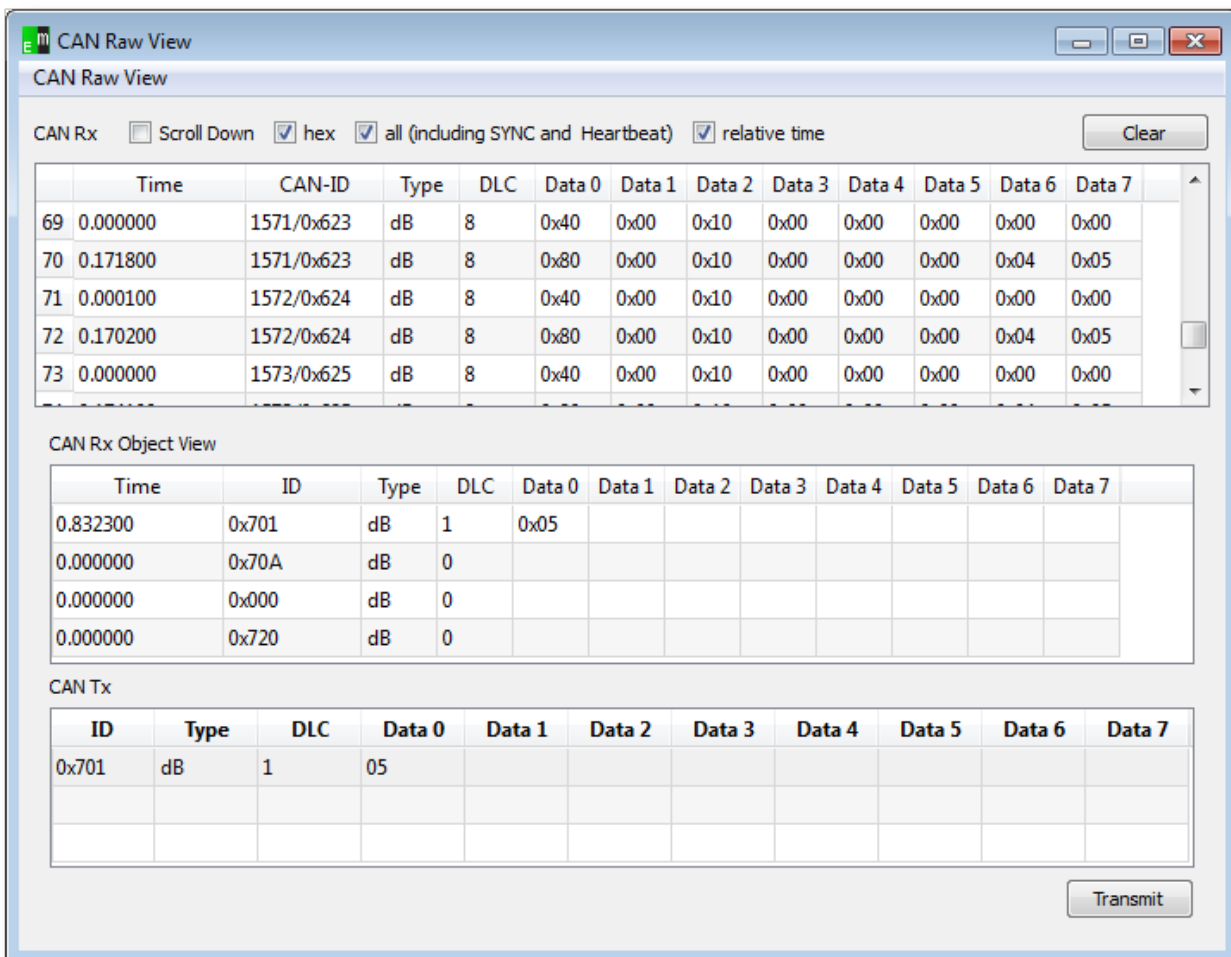 E m CAN Raw View
CAN Raw View
CAN Rx Scroll Down hex all (including SYNC and Heartbeat) relative time Clear
Time CAN-ID Type DLC Data 0 Data 1 Data 2 Data 3 Data 4 Data 5 Data 6 Data 7
69 0.000000 1571/0x623 dB 8 0x40 0x00 0x10 0x00 0x00 0x00 0x00 0x00
70 0.171800 1571/0x623 dB 8 0x80 0x00 0x10 0x00 0x00 0x00 0x04 0x05
71 0.000100 1572/0x624 dB 8 0x40 0x00 0x10 0x00 0x00 0x00 0x00 0x00
72 0.170200 1572/0x624 dB 8 0x80 0x00 0x10 0x00 0x00 0x00 0x04 0x05
73 0.000000 1573/0x625 dB 8 0x40 0x00 0x10 0x00 0x00 0x00 0x00 0x00
CAN Rx Object View
Time ID Type DLC Data 0 Data 1 Data 2 Data 3 Data 4 Data 5 Data 6 Data 7
0.832300 0x701 dB 1 0x05
0.000000 0x70A dB 0
0.000000 0x000 dB 0
0.000000 0x720 dB 0
CAN Tx
ID Type DLC Data 0 Data 1 Data 2 Data 3 Data 4 Data 5 Data 6 Data 7
0x701 dB 1 05
Transmit